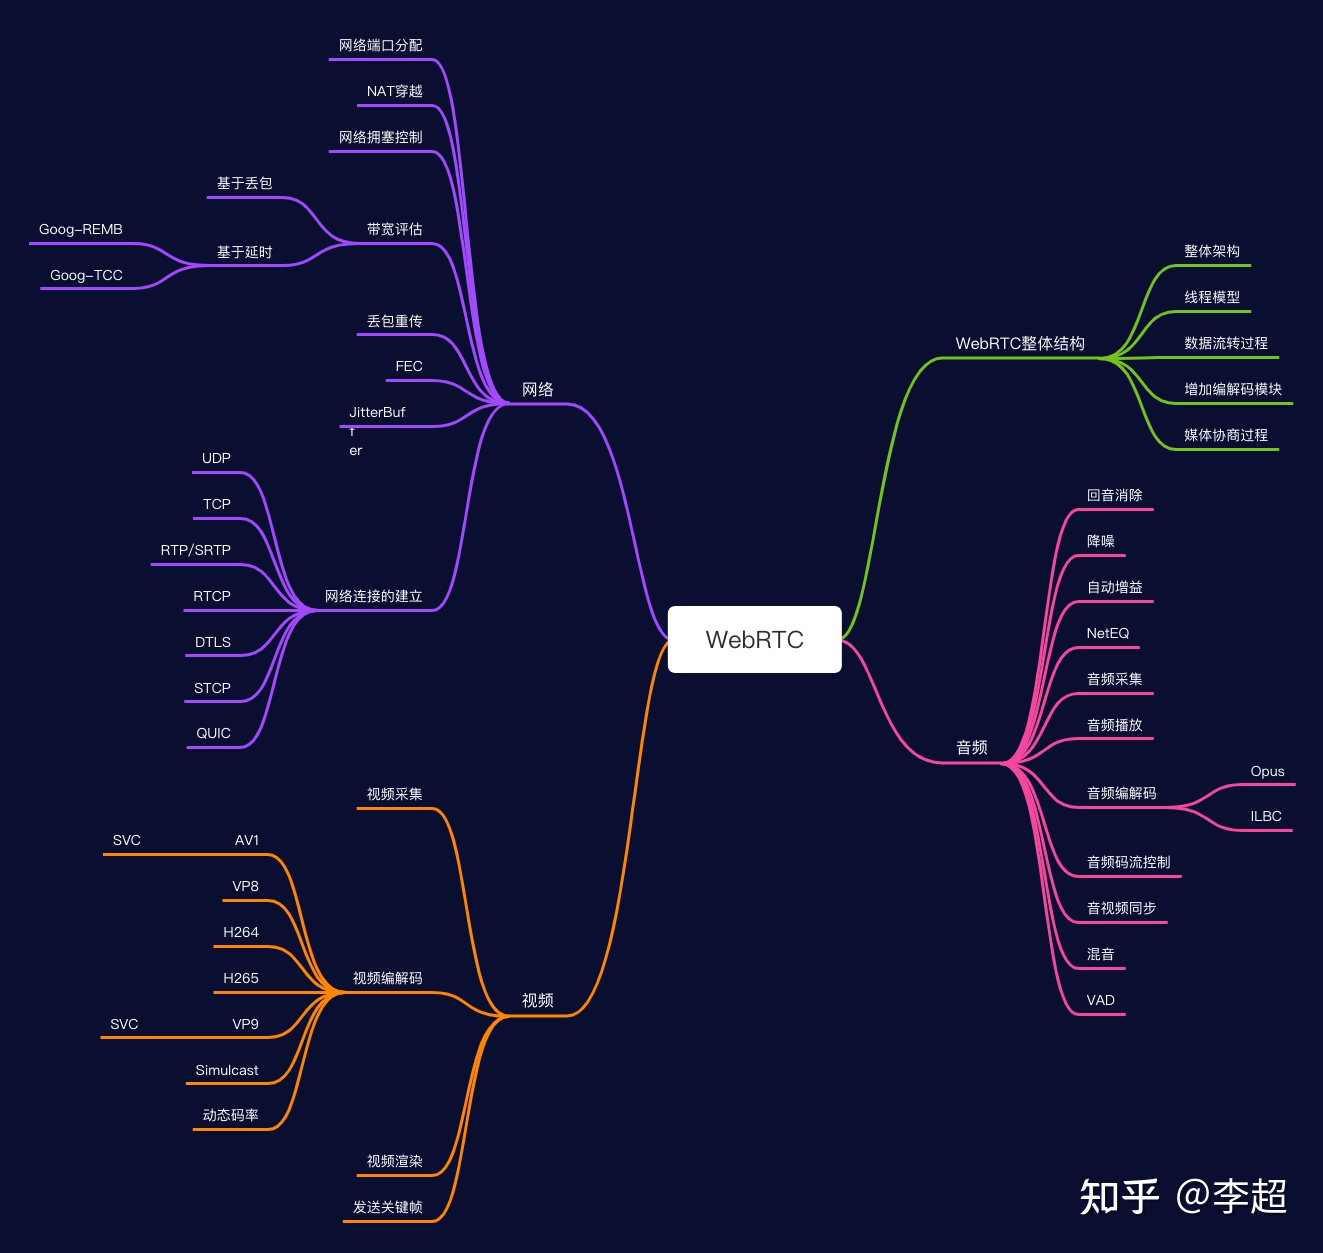 网络端口分配
NAT穿越
网络拥塞控制
基于丢包
带宽评估
Goog-REMB
基于延时
Goog-TCC
丢包重传
FEC
网络
JitterBuf
f
er
UDP
TCP
RTP/SRTP
RTCP
网络连接的建立
DTLS
STCP
QUIC
WebRTC
整体架构
线程模型
WebRTC整体结构
数据流转过程
增加编解码模块
媒体协商过程
回音消除
降噪
自动增益
NetEQ
音频采集
音频播放
音频
音频编解码
Opus
ILBC
音频码流控制
音视频同步
混音
VAD
视频采集
SVC
AV1
VP8
H264
H265
视频编解码
视频
SVC
VP9
Simulcast
动态码率
视频渲染
发送关键帧
知乎 @李超